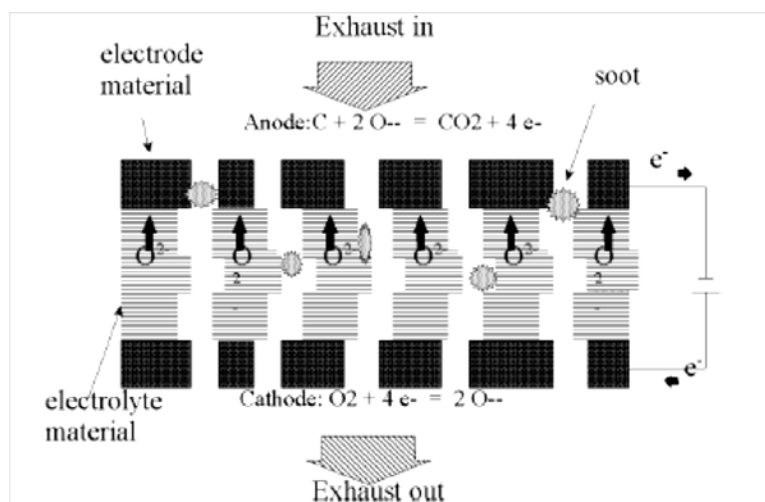 Exhaust in
electrode
material
soot
Anode:C + 2 O-- = CO2 + 4 e-
e-
O2- O2- O2- O2- O2- O2-
e-
Cathode: O2 + 4 e- = 2 O--
electrolyte
material
Exhaust out